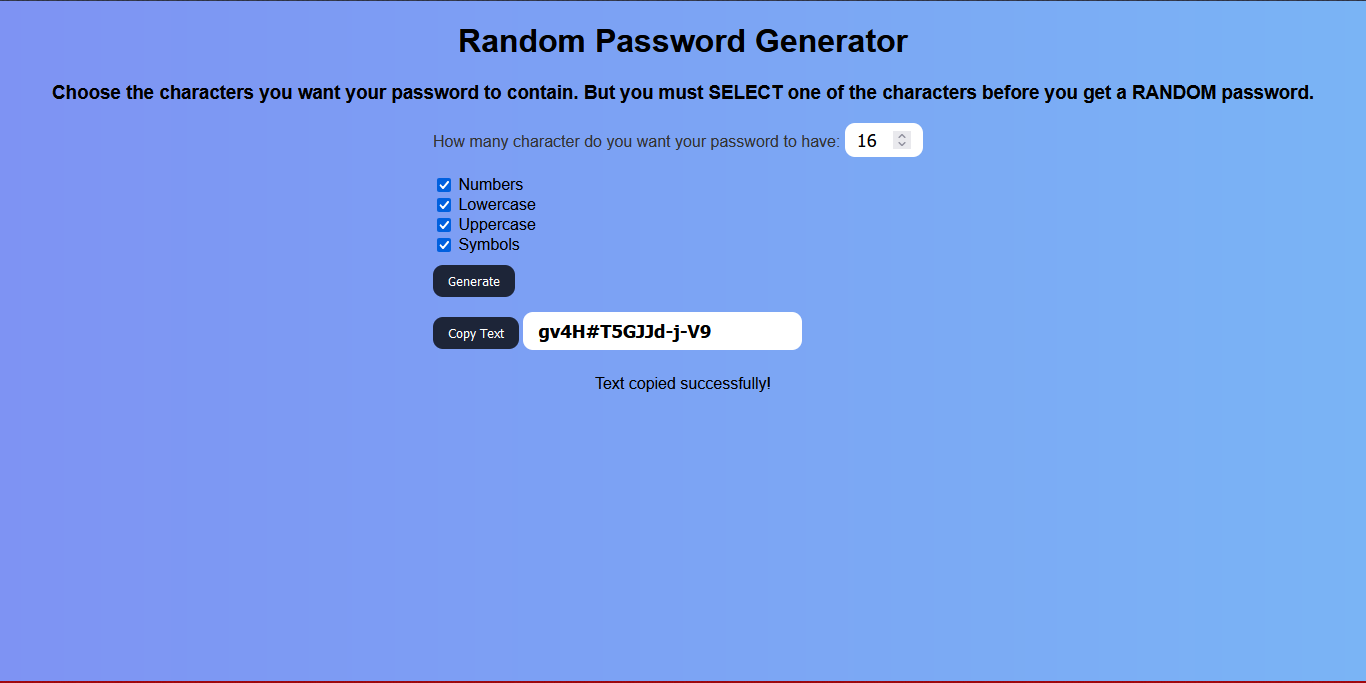 Random Password Generator
Choose the characters you want your password to contain. But you must SELECT one of the characters before you get a RANDOM password.
How many character do you want your password to have: 16
Numbers
Lowercase
Uppercase
Symbols
Generate
Copy Text gv4H#T5GJJd-j-V9
Text copied successfully!